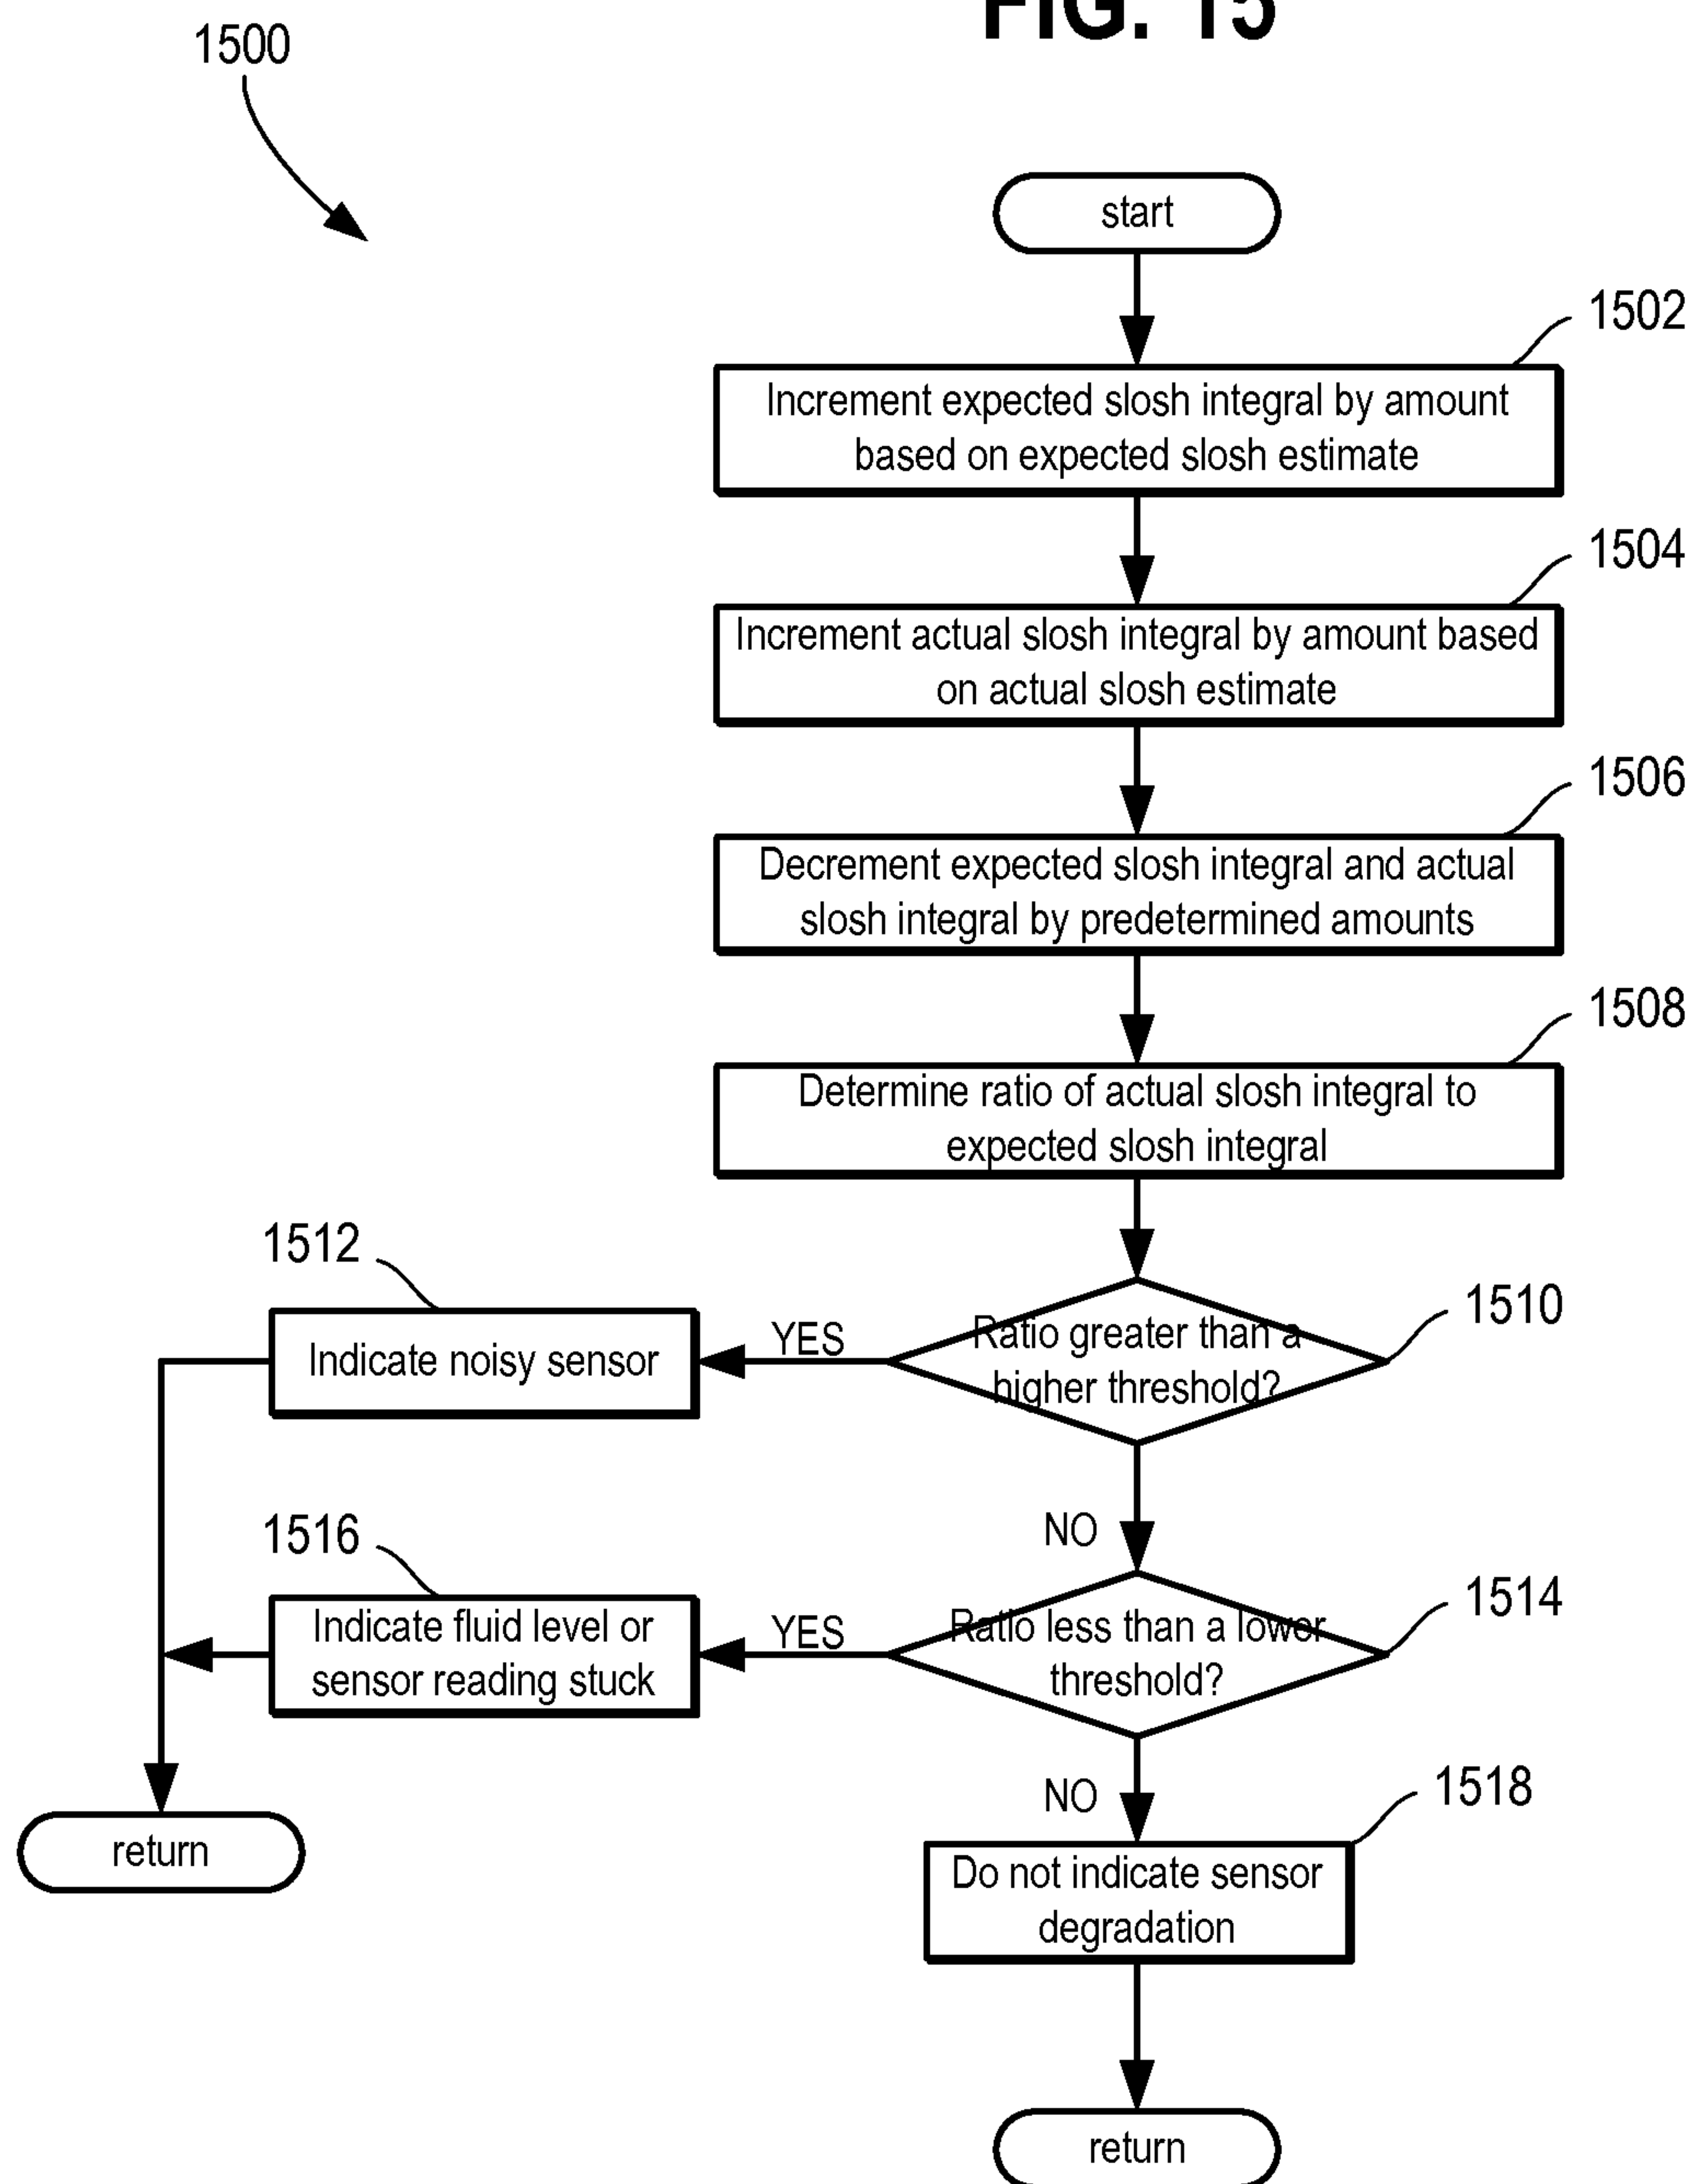 FIG. 15
1500
start
1502
Increment expected slosh integral by amount
based on expected slosh estimate
1504
Increment actual slosh integral by amount based
on actual slosh estimate
1506
Decrement expected slosh integral and actual
slosh integral by predetermined amounts
1508
Determine ratio of actual slosh integral to
expected slosh integral
1510
Ratio greater than a
higher threshold?
YES
1512
Indicate noisy sensor
NO
1514
Ratio less than a lower
threshold?
YES
1516
Indicate fluid level or
sensor reading stuck
return
NO
1518
Do not indicate sensor
degradation
return